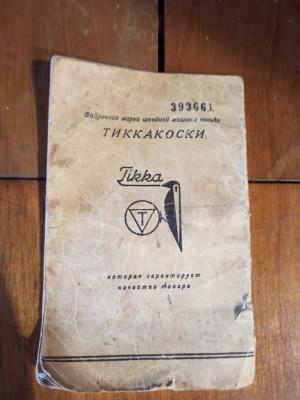 393661
Фабричная марка швейной машины завода
ТИККАКОСКИ
Tikka
T
которая гарантирует
качество товара